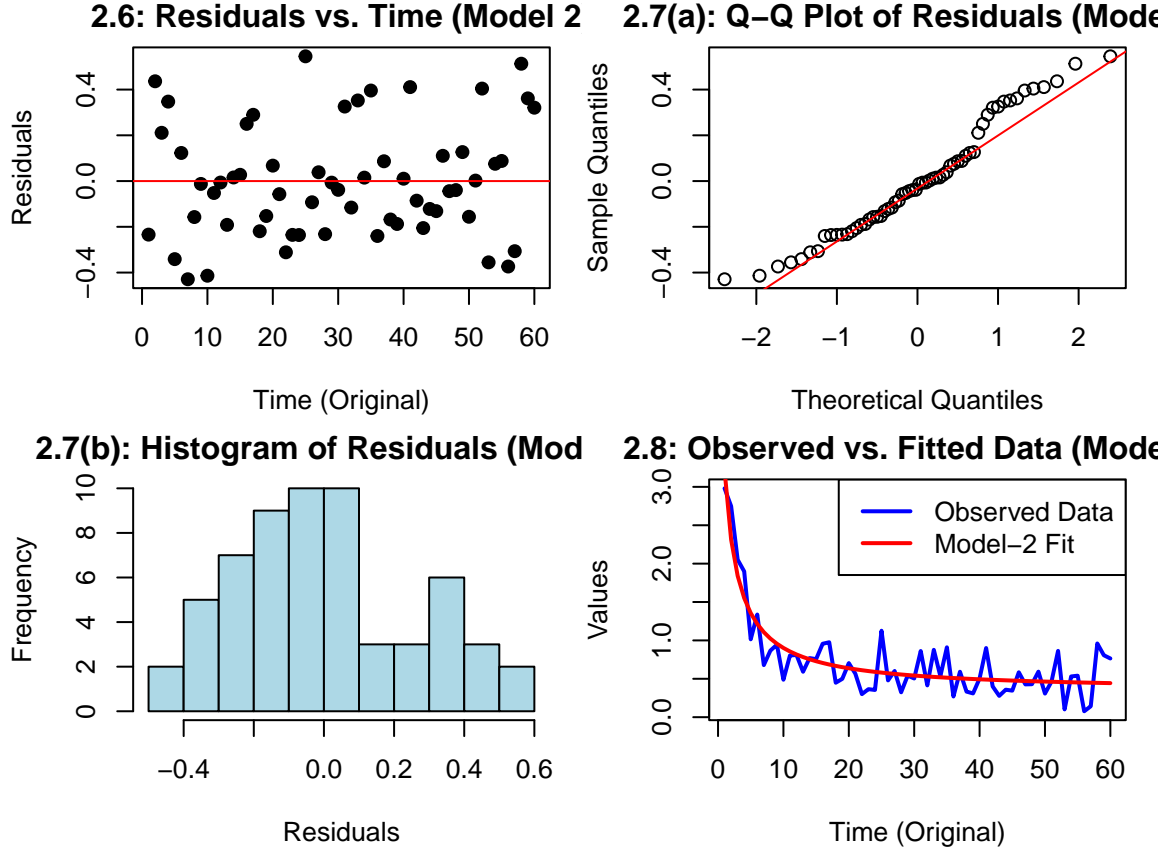 2.6: Residuals vs. Time (Model 2
Residuals
0.4
0.0
−0.4
0 10 20 30 40 50 60
Time (Original)
2.7(a): Q−Q Plot of Residuals (Mode
Sample Quantiles
0.4
0.0
−0.4
−2 −1 0 1 2
Theoretical Quantiles
2.7(b): Histogram of Residuals (Mod
Frequency
10
8
6
4
2
0
−0.4 0.0 0.2 0.4 0.6
Residuals
2.8: Observed vs. Fitted Data (Mode
Values
3.0
2.0
1.0
0.0
Observed Data
Model−2 Fit
0 10 20 30 40 50 60
Time (Original)